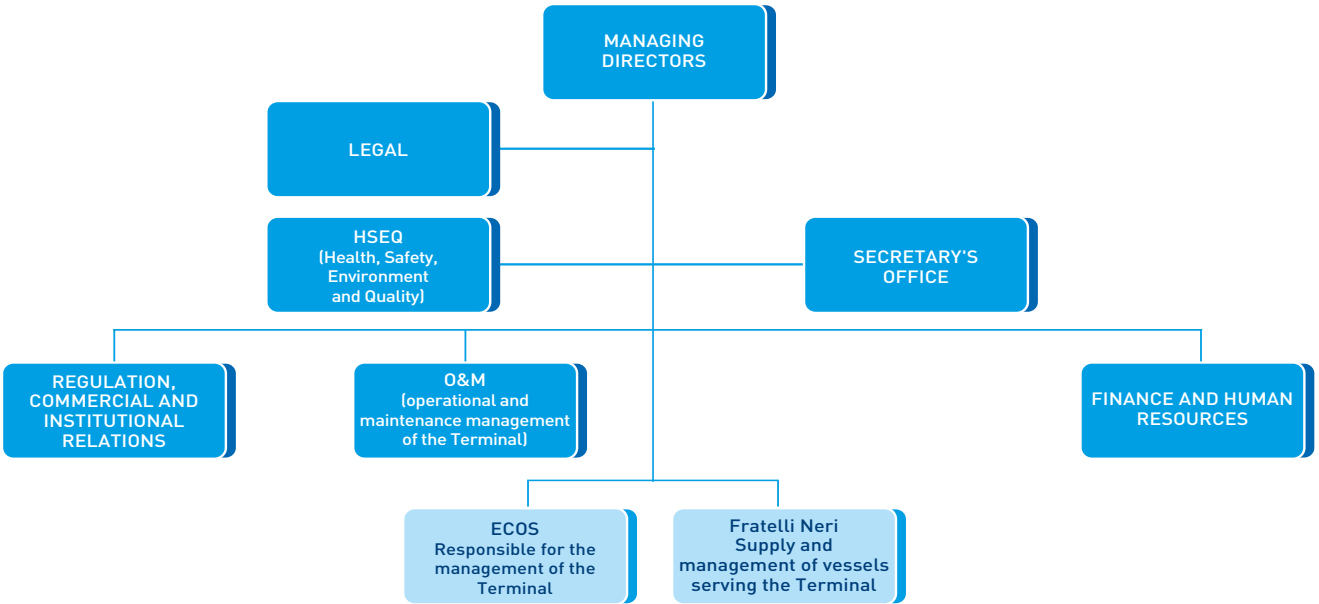 MANAGING
DIRECTORS
LEGAL
HSEQ
(Health, Safety,
Environment
and Quality)
SECRETARY'S
OFFICE
REGULATION,
COMMERCIAL AND
INSTITUTIONAL
RELATIONS
O&M
(operational and
maintenance management
of the Terminal)
FINANCE AND HUMAN
RESOURCES
ECOS
Responsible for the
management of the
Terminal
Fratelli Neri
Supply and
management of vessels
serving the Terminal